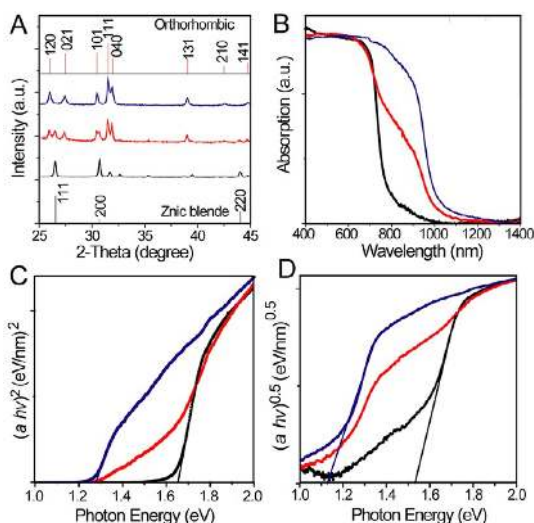 A
Orthorhombic
120
021
101
111
040
131
210
141
Intensity (a.u.)
111
200
220
Znic blende
25 30 35 40 45
2-Theta (degree)
B
Absorption (a.u.)
400 600 800 1000 1200 1400
Wavelength (nm)
C
(a hv)² (eV/nm)²
1.0 1.2 1.4 1.6 1.8 2.0
Photon Energy (eV)
D
(a hv)^0.5 (eV/nm)^0.5
1.0 1.2 1.4 1.6 1.8 2.0
Photon Energy (eV)